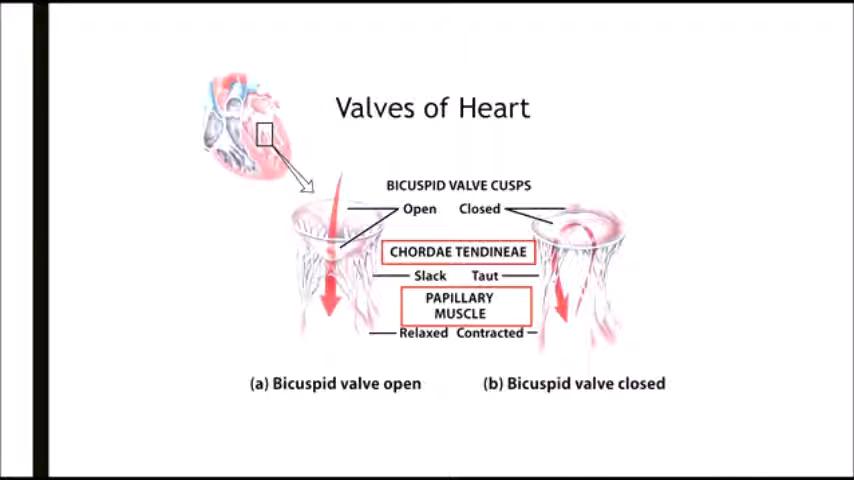 Valves of Heart
BICUSPID VALVE CUSPS
Open Closed
CHORDAE TENDINEAE
Slack Taut
PAPILLARY
MUSCLE
Relaxed Contracted
(a) Bicuspid valve open
(b) Bicuspid valve closed